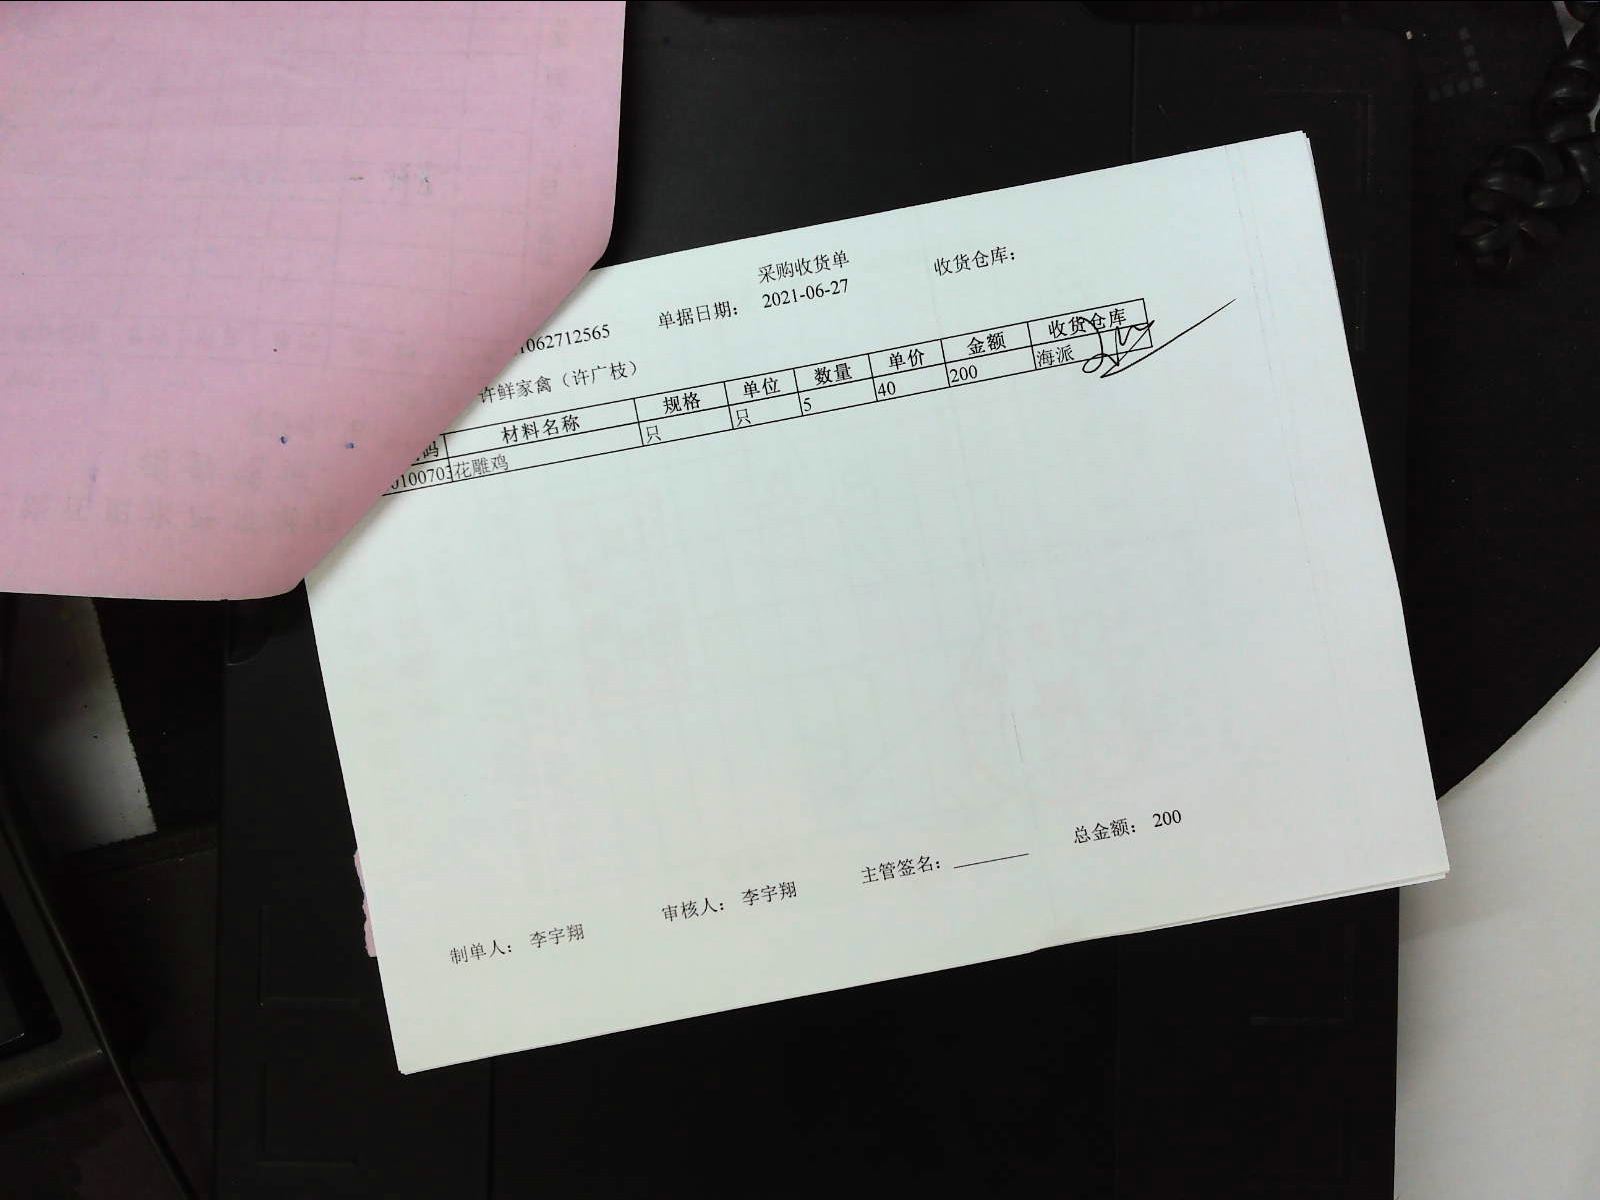 采购收货单
1062712565 单据日期： 2021-06-27 收货仓库：
许鲜家禽（许广枝）
码 材料名称 规格 单位 数量 单价 金额 收货仓库
0100703 花雕鸡 只 只 5 40 200 海派
总金额： 200
制单人： 李宇翔 审核人： 李宇翔 主管签名：